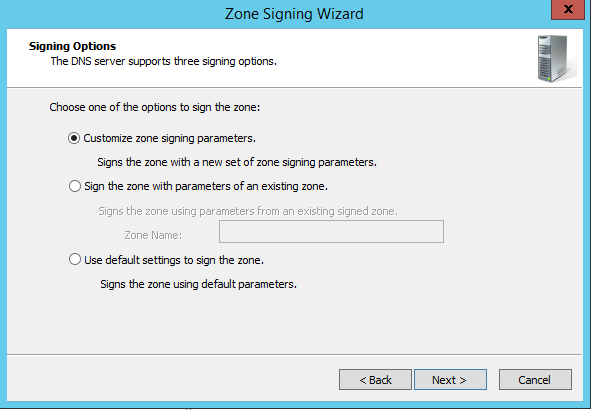 Zone Signing Wizard
x
Signing Options
The DNS server supports three signing options.
Choose one of the options to sign the zone:
Customize zone signing parameters.
Signs the zone with a new set of zone signing parameters.
Sign the zone with parameters of an existing zone.
Signs the zone using parameters from an existing signed zone.
Zone Name:
Use default settings to sign the zone.
Signs the zone using default parameters.
< Back Next > Cancel